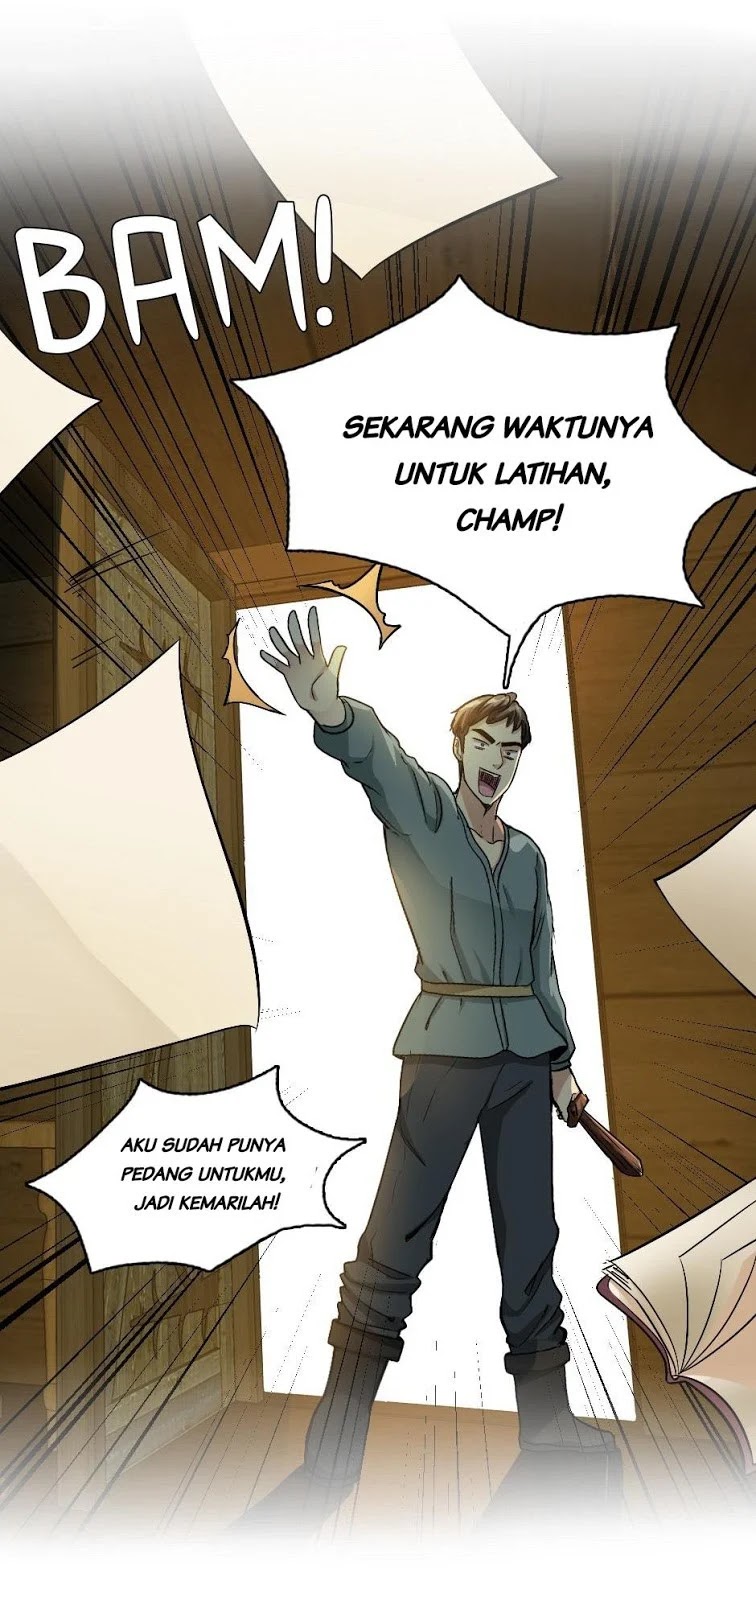 BAM!
SEKARANG WAKTUNYA
UNTUK LATIHAN,
CHAMP!
AKU SUDAH PUNYA
PEDANG UNTUKMU,
JADI KEMARILAH!